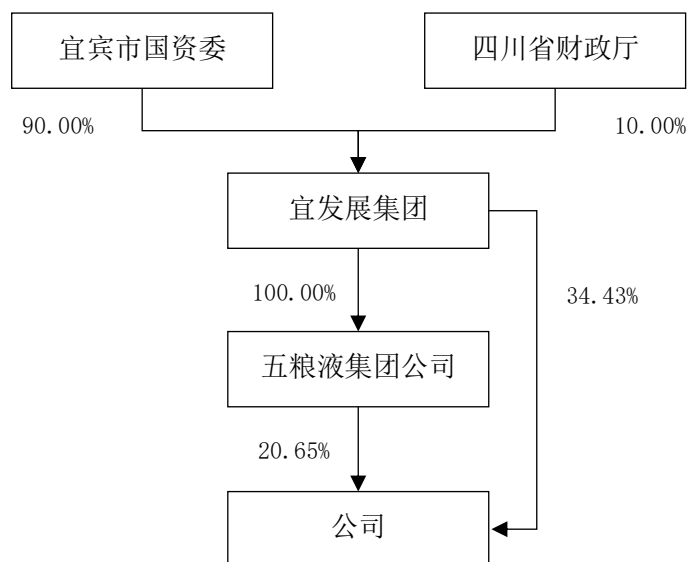 宜宾市国资委
四川省财政厅
90.00%
10.00%
宜发展集团
100.00%
34.43%
五粮液集团公司
20.65%
公司